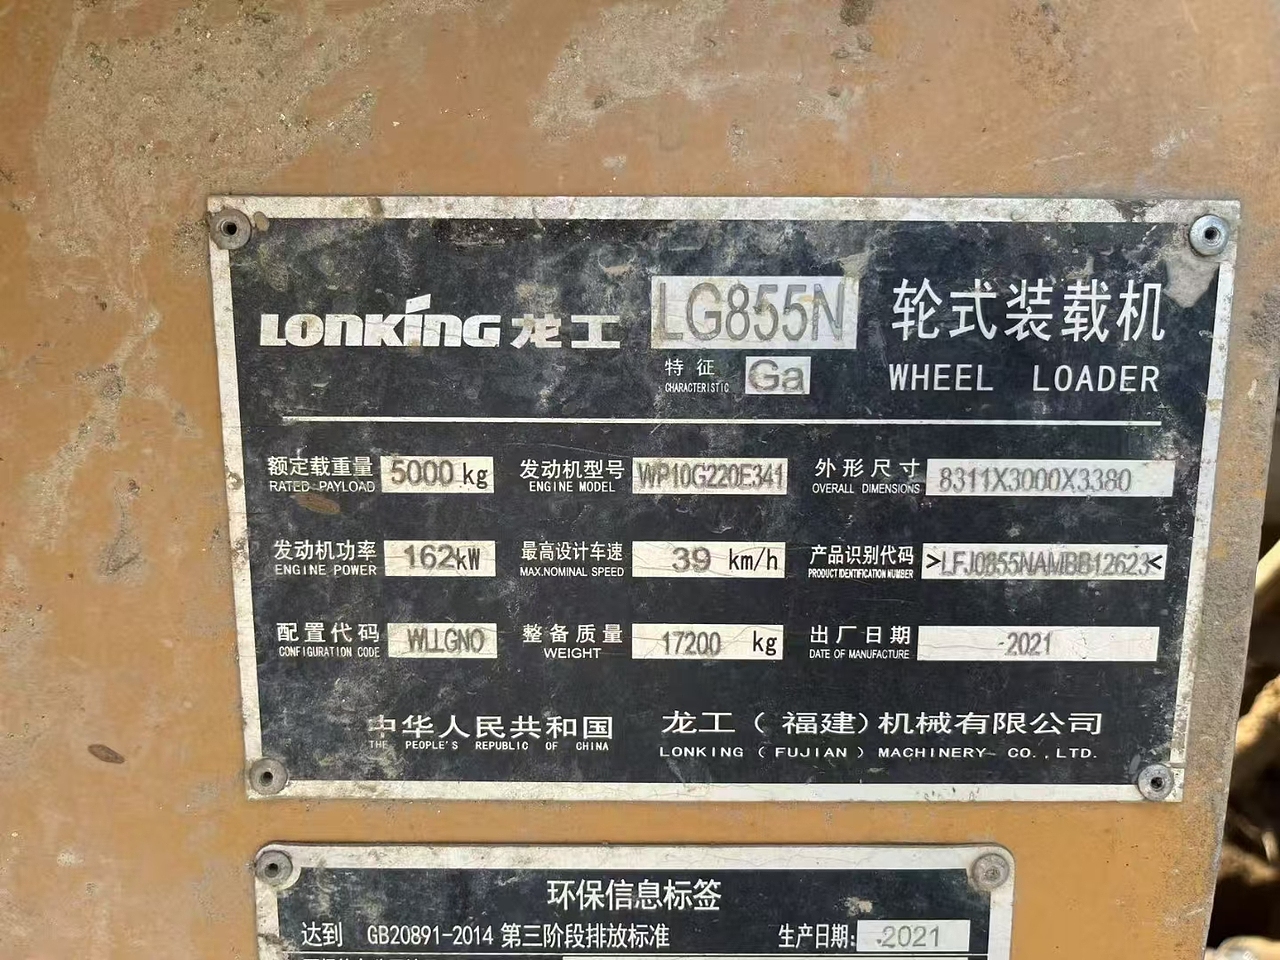 LONKING 龙工 LG855N 轮式装载机
特征 CHARACTERISTIC Ga WHEEL LOADER
额定载重量 RATED PAYLOAD 5000 kg 发动机型号 ENGINE MODEL WP10G220E341 外形尺寸 OVERALL DIMENSIONS 8311X3000X3380
发动机功率 ENGINE POWER 162kW 最高设计车速 MAX.NOMINAL SPEED 39 km/h 产品识别代码 PRODUCT IDENTIFICATION NUMBER >LFJ0855NAMBB12623<
配置代码 CONFIGURATION CODE 整备质量 WEIGHT 17200 kg 出厂日期 DATE OF MANUFACTURE 2021
中华人民共和国 龙工（福建）机械有限公司
THE PEOPLE'S REPUBLIC OF CHINA LONKING (FUJIAN) MACHINERY CO.,LTD.
环保信息标签
达到 GB20891-2014 第三阶段排放标准 生产日期: 2021